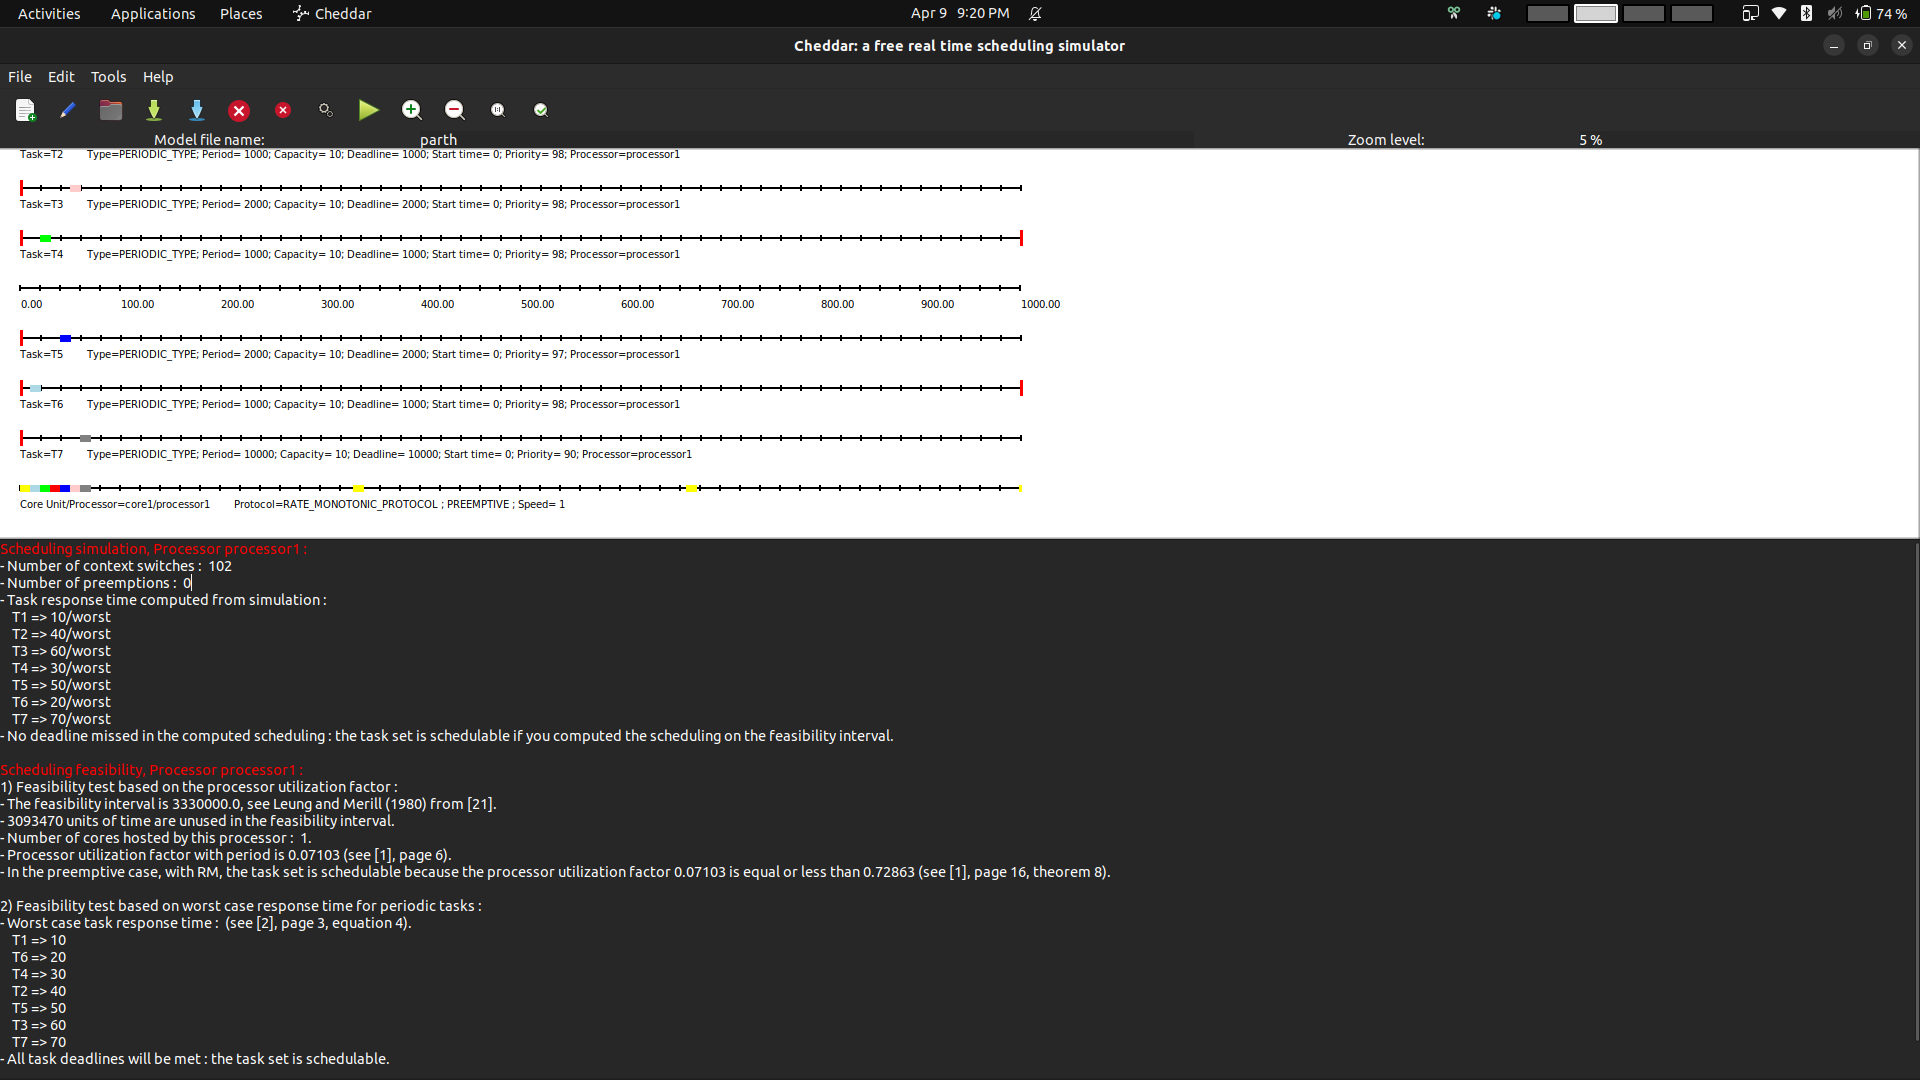 Activities Applications Places Cheddar Apr 9 9:20 PM 74 %
Cheddar: a free real time scheduling simulator
File Edit Tools Help
Model file name: parth Zoom level: 5 %
Task=T2 Type=PERIODIC_TYPE; Period= 1000; Capacity= 10; Deadline= 1000; Start time= 0; Priority= 98; Processor=processor1
Task=T3 Type=PERIODIC_TYPE; Period= 2000; Capacity= 10; Deadline= 2000; Start time= 0; Priority= 98; Processor=processor1
Task=T4 Type=PERIODIC_TYPE; Period= 1000; Capacity= 10; Deadline= 1000; Start time= 0; Priority= 98; Processor=processor1
0.00 100.00 200.00 300.00 400.00 500.00 600.00 700.00 800.00 900.00 1000.00
Task=T5 Type=PERIODIC_TYPE; Period= 2000; Capacity= 10; Deadline= 2000; Start time= 0; Priority= 97; Processor=processor1
Task=T6 Type=PERIODIC_TYPE; Period= 1000; Capacity= 10; Deadline= 1000; Start time= 0; Priority= 98; Processor=processor1
Task=T7 Type=PERIODIC_TYPE; Period= 10000; Capacity= 10; Deadline= 10000; Start time= 0; Priority= 90; Processor=processor1
Core Unit/Processor=core1/processor1 Protocol=RATE_MONOTONIC_PROTOCOL ; PREEMPTIVE ; Speed= 1
Scheduling simulation, Processor processor1 :
- Number of context switches : 102
- Number of preemptions : 0
- Task response time computed from simulation :
T1 => 10/worst
T2 => 40/worst
T3 => 60/worst
T4 => 30/worst
T5 => 50/worst
T6 => 20/worst
T7 => 70/worst
- No deadline missed in the computed scheduling : the task set is schedulable if you computed the scheduling on the feasibility interval.
Scheduling feasibility, Processor processor1 :
1) Feasibility test based on the processor utilization factor :
- The feasibility interval is 3330000.0, see Leung and Merill (1980) from [21].
- 3093470 units of time are unused in the feasibility interval.
- Number of cores hosted by this processor : 1.
- Processor utilization factor with period is 0.07103 (see [1], page 6).
- In the preemptive case, with RM, the task set is schedulable because the processor utilization factor 0.07103 is equal or less than 0.72863 (see [1], page 16, theorem 8).
2) Feasibility test based on worst case response time for periodic tasks :
- Worst case task response time : (see [2], page 3, equation 4).
T1 => 10
T6 => 20
T4 => 30
T2 => 40
T5 => 50
T3 => 60
T7 => 70
- All task deadlines will be met : the task set is schedulable.